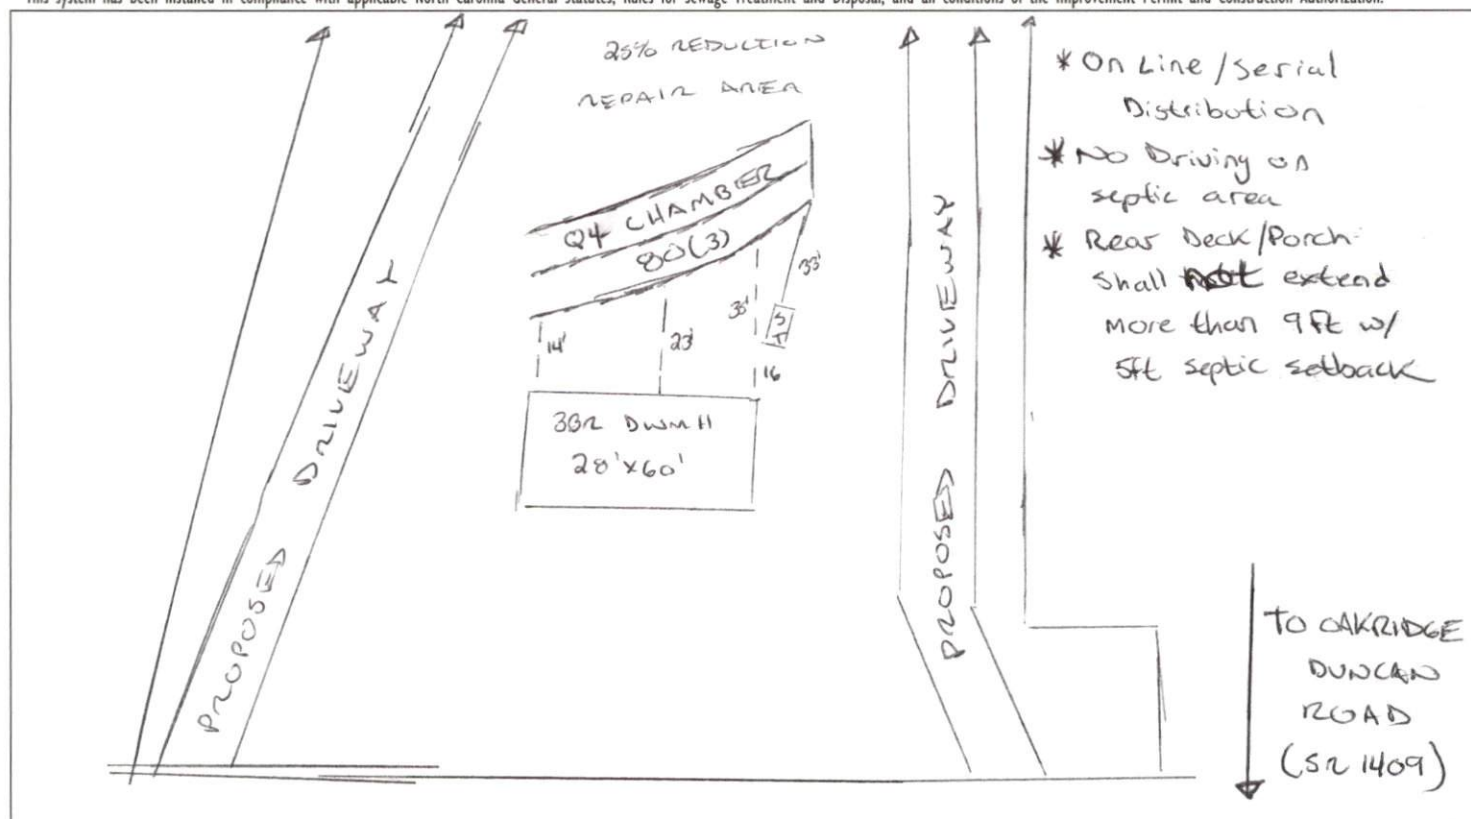 This system has been installed in compliance with applicable North Carolina General Statutes, Rules for Sewage Treatment and Disposal, and all conditions of the Improvement Permit and Construction Authorization.
25% REDUCTION
REPAIR AREA
* On Line / Serial
Distribution
* No Driving on
septic area
* Rear Deck/Porch
Shall not extend
more than 9ft w/
5ft septic setback
Q4 CHAMBER
80(3)
33'
14'
23'
ST
16
3BR DWMH
28'x60'
PROPOSED DRIVEWAY
PROPOSED DRIVEWAY
TO OAKRIDGE
DUNCAN
ROAD
(SR 1409)